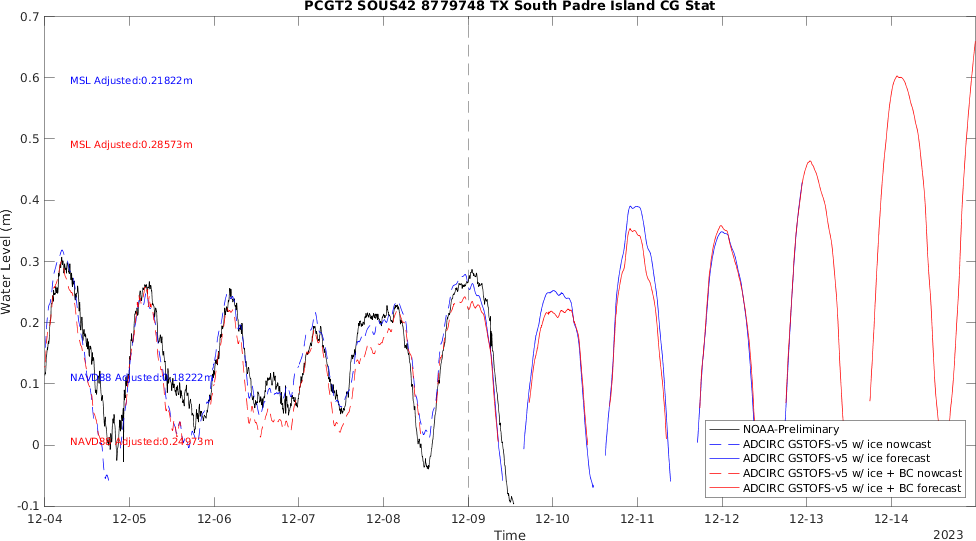 PCGT2 SOUS42 8779748 TX South Padre Island CG Stat
0.7
0.6
0.5
0.4
0.3
0.2
0.1
0
-0.1
Water Level (m)
MSL Adjusted:0.21822m
MSL Adjusted:0.28573m
NAVD88 Adjusted:0.18222m
NAVD88 Adjusted:0.24973m
NOAA-Preliminary
ADCIRC GSTOFS-v5 w/ ice nowcast
ADCIRC GSTOFS-v5 w/ ice forecast
ADCIRC GSTOFS-v5 w/ ice + BC nowcast
ADCIRC GSTOFS-v5 w/ ice + BC forecast
12-04 12-05 12-06 12-07 12-08 12-09 12-10 12-11 12-12 12-13 12-14
Time
2023